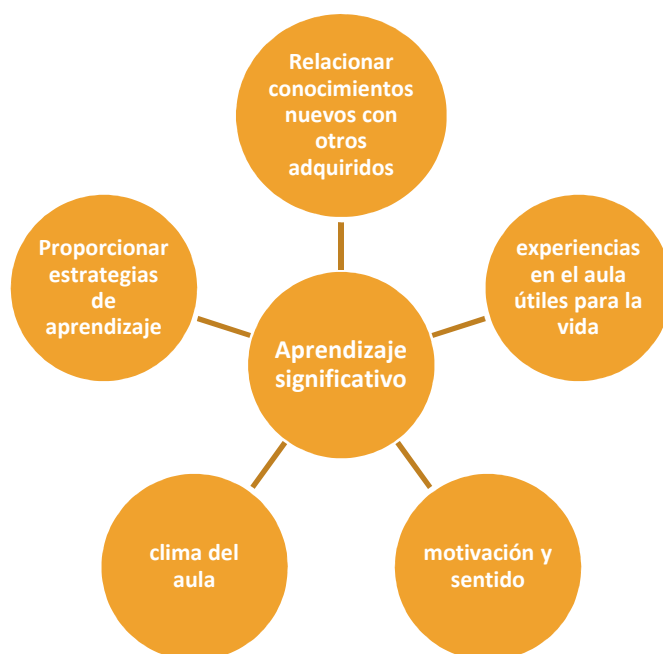 Relacionar
conocimientos
nuevos con
otros
adquiridos
Proporcionar
estrategias
de
aprendizaje
experiencias
en el aula
útiles para la
vida
Aprendizaje
significativo
clima del
aula
motivación y
sentido